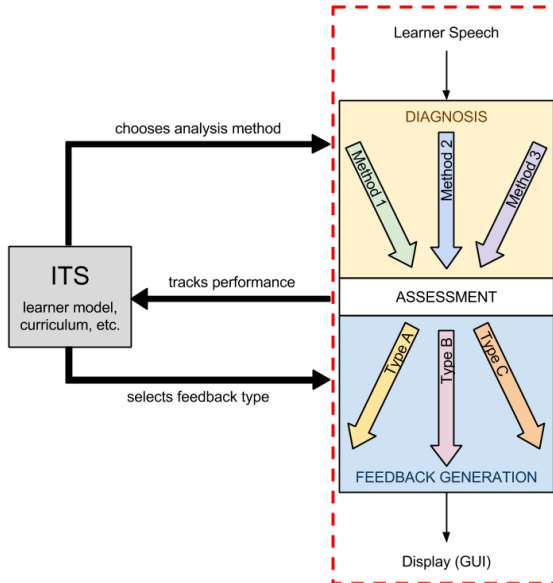 Learner Speech
chooses analysis method
DIAGNOSIS
Method 1
Method 2
Method 3
ITS
learner model,
curriculum, etc.
tracks performance
ASSESSMENT
Type A
Type B
Type C
selects feedback type
FEEDBACK GENERATION
Display (GUI)